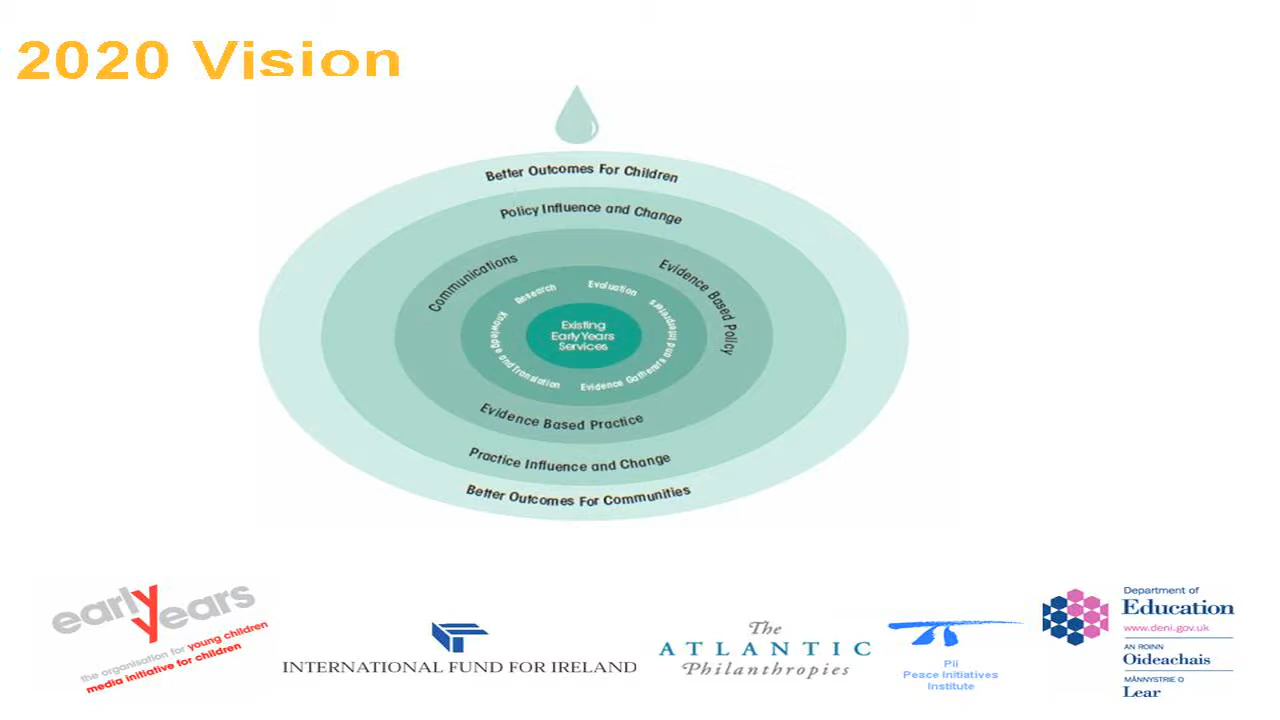 2020 Vision
Better Outcomes For Children
Policy Influence and Change
Communications
Evidence Based Policy
Research
Evaluation
Existing
Early Years
Services
Knowledge and Translation
Evidence Gatherers and Interpreters
Evidence Based Practice
Practice Influence and Change
Better Outcomes For Communities
early years
the organisation for young children
media initiative for children
INTERNATIONAL FUND FOR IRELAND
The
ATLANTIC
Philanthropies
Pii
Peace Initiatives
Institute
Department of
Education
www.deni.gov.uk
AN ROINN
Oideachais
MÄNNYSTRIE O
Lear